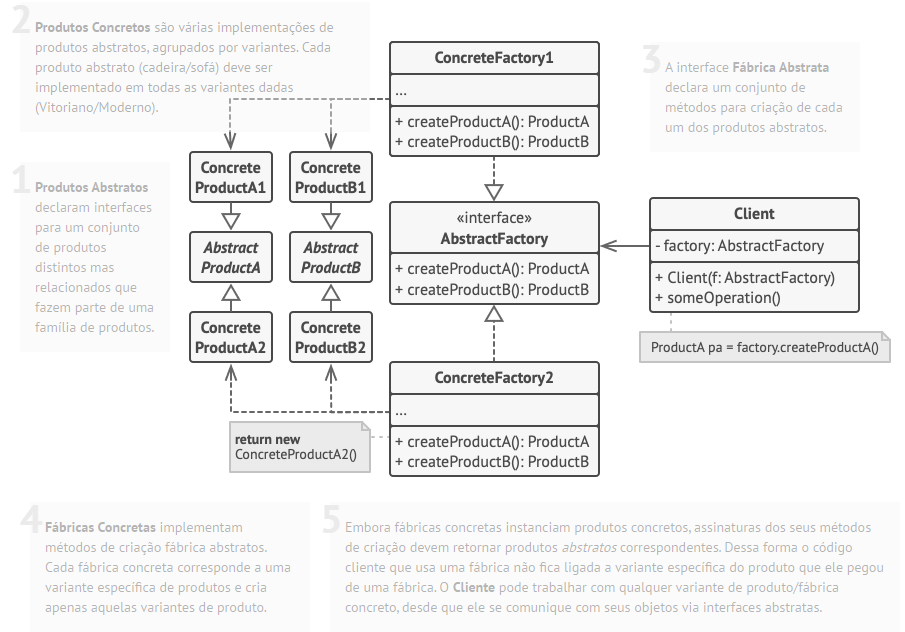 2
Produtos Concretos são várias implementações de
produtos abstratos, agrupados por variantes. Cada
produto abstrato (cadeira/sofá) deve ser
implementado em todas as variantes dadas
(Vitoriano/Moderno).
ConcreteFactory1
...
+ createProductA(): ProductA
+ createProductB(): ProductB
3
A interface Fábrica Abstrata
declara um conjunto de
métodos para criação de cada
um dos produtos abstratos.
1
Produtos Abstratos
declaram interfaces
para um conjunto
de produtos
distintos mas
relacionados que
fazem parte de uma
família de produtos.
Concrete
ProductA1
Concrete
ProductB1
Abstract
ProductA
Abstract
ProductB
Concrete
ProductA2
Concrete
ProductB2
«interface»
AbstractFactory
+ createProductA(): ProductA
+ createProductB(): ProductB
Client
- factory: AbstractFactory
+ Client(f: AbstractFactory)
+ someOperation()
ProductA pa = factory.createProductA()
ConcreteFactory2
...
+ createProductA(): ProductA
+ createProductB(): ProductB
return new
ConcreteProductA2()
4
Fábricas Concretas implementam
métodos de criação fábrica abstratos.
Cada fábrica concreta corresponde a uma
variante específica de produtos e cria
apenas aquelas variantes de produto.
5
Embora fábricas concretas instanciam produtos concretos, assinaturas dos seus métodos
de criação devem retornar produtos abstratos correspondentes. Dessa forma o código
cliente que usa uma fábrica não fica ligada a variante específica do produto que ele pegou
de uma fábrica. O Cliente pode trabalhar com qualquer variante de produto/fábrica
concreto, desde que ele se comunique com seus objetos via interfaces abstratas.